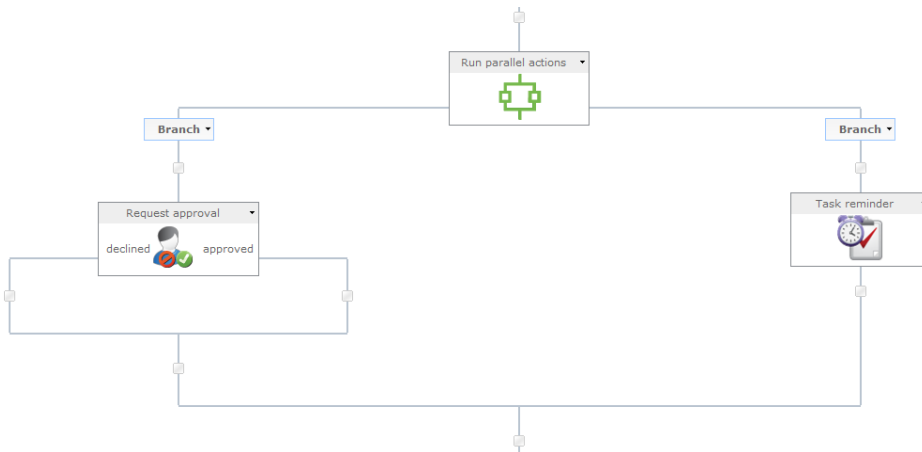 Run parallel actions
Branch
Branch
Request approval
Task reminder
declined
approved